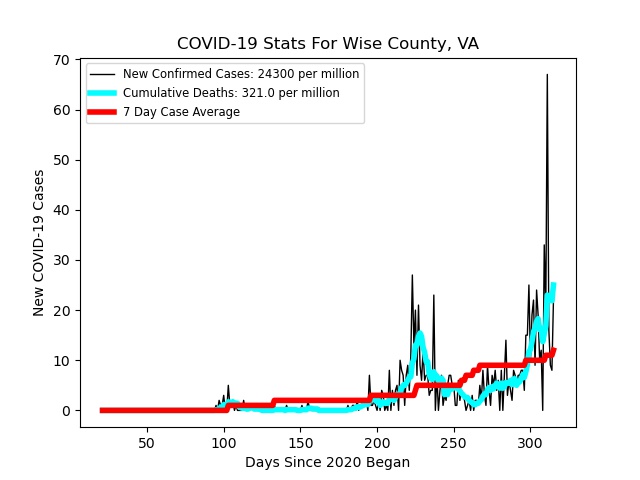 COVID-19 Stats For Wise County, VA
New Confirmed Cases: 24300 per million
Cumulative Deaths: 321.0 per million
7 Day Case Average
New COVID-19 Cases
70
60
50
40
30
20
10
0
50 100 150 200 250 300
Days Since 2020 Began